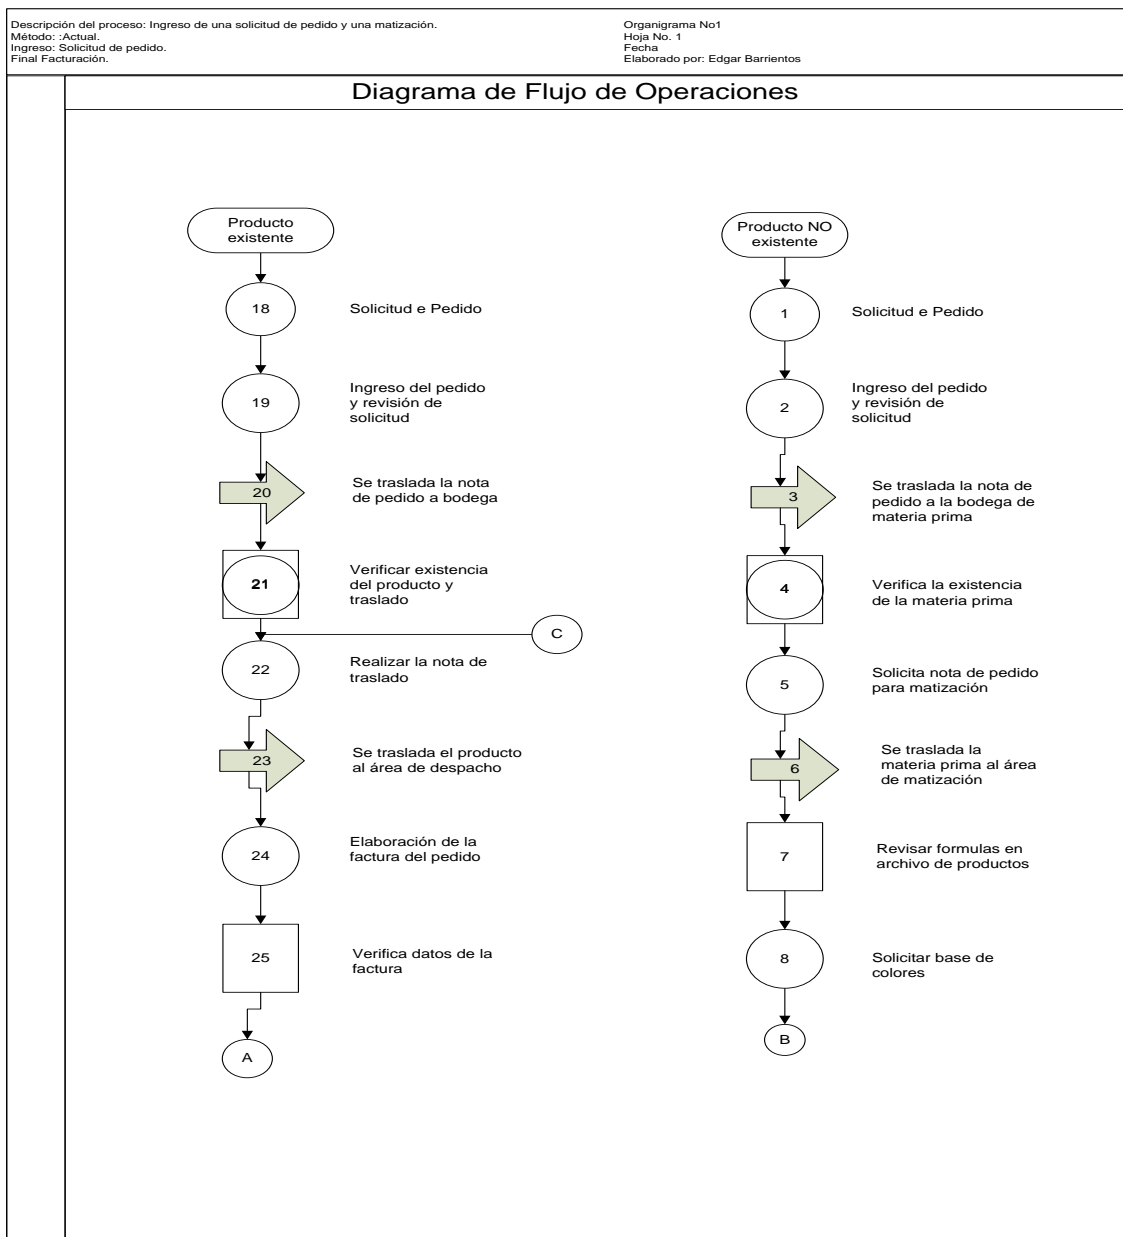 Descripción del proceso: Ingreso de una solicitud de pedido y una matización.
Método: :Actual.
Ingreso: Solicitud de pedido.
Final Facturación.
Organigrama No1
Hoja No. 1
Fecha
Elaborado por: Edgar Barrientos
Diagrama de Flujo de Operaciones
Producto
existente
18
Solicitud e Pedido
19
Ingreso del pedido
y revisión de
solicitud
20
Se traslada la nota
de pedido a bodega
21
Verificar existencia
del producto y
traslado
C
22
Realizar la nota de
traslado
23
Se traslada el producto
al área de despacho
24
Elaboración de la
factura del pedido
25
Verifica datos de la
factura
A
Producto NO
existente
1
Solicitud e Pedido
2
Ingreso del pedido
y revisión de
solicitud
3
Se traslada la nota de
pedido a la bodega de
materia prima
4
Verifica la existencia
de la materia prima
5
Solicita nota de pedido
para matización
6
Se traslada la
materia prima al área
de matización
7
Revisar formulas en
archivo de productos
8
Solicitar base de
colores
B